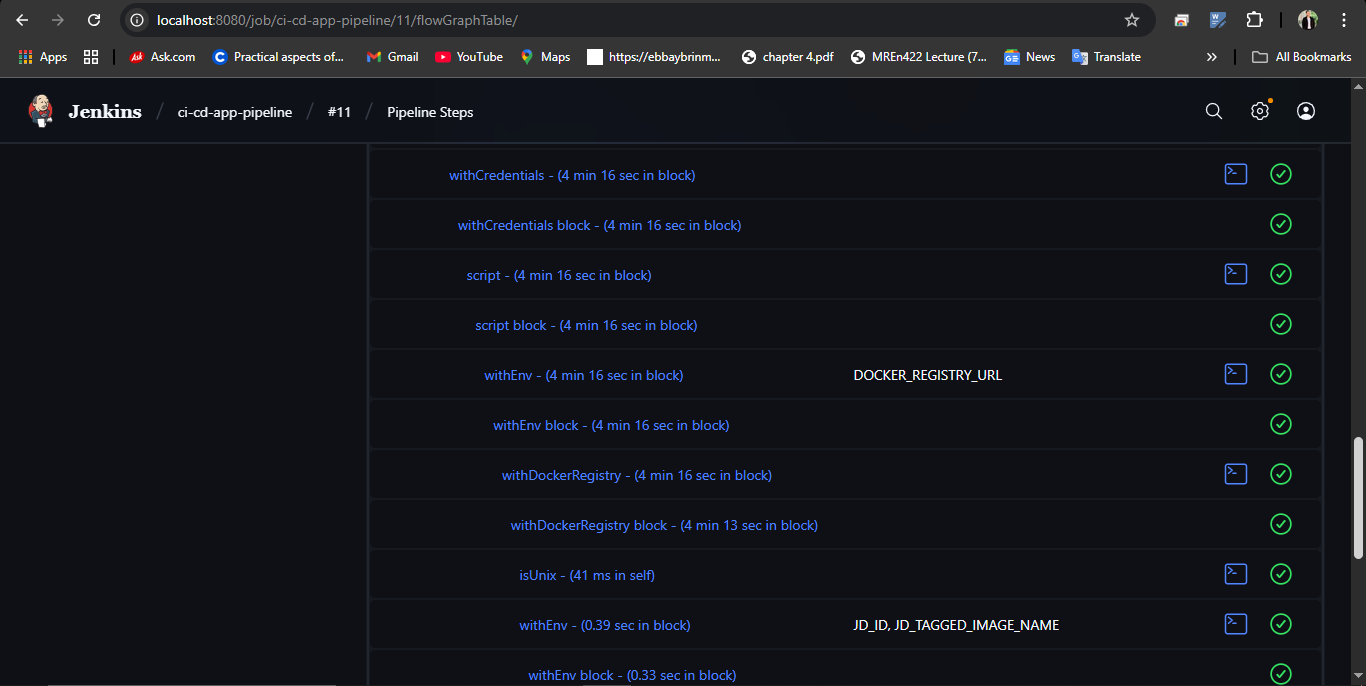 localhost:8080/job/ci-cd-app-pipeline/11/flowGraphTable/
Apps Ask Ask.com C Practical aspects of... Gmail YouTube Maps https://ebbaybrinm... chapter 4.pdf MREn422 Lecture (7... News Translate » All Bookmarks
Jenkins / ci-cd-app-pipeline / #11 / Pipeline Steps
withCredentials - (4 min 16 sec in block)
withCredentials block - (4 min 16 sec in block)
script - (4 min 16 sec in block)
script block - (4 min 16 sec in block)
withEnv - (4 min 16 sec in block) DOCKER_REGISTRY_URL
withEnv block - (4 min 16 sec in block)
withDockerRegistry - (4 min 16 sec in block)
withDockerRegistry block - (4 min 13 sec in block)
isUnix - (41 ms in self)
withEnv - (0.39 sec in block) JD_ID, JD_TAGGED_IMAGE_NAME
withEnv block - (0.33 sec in block)